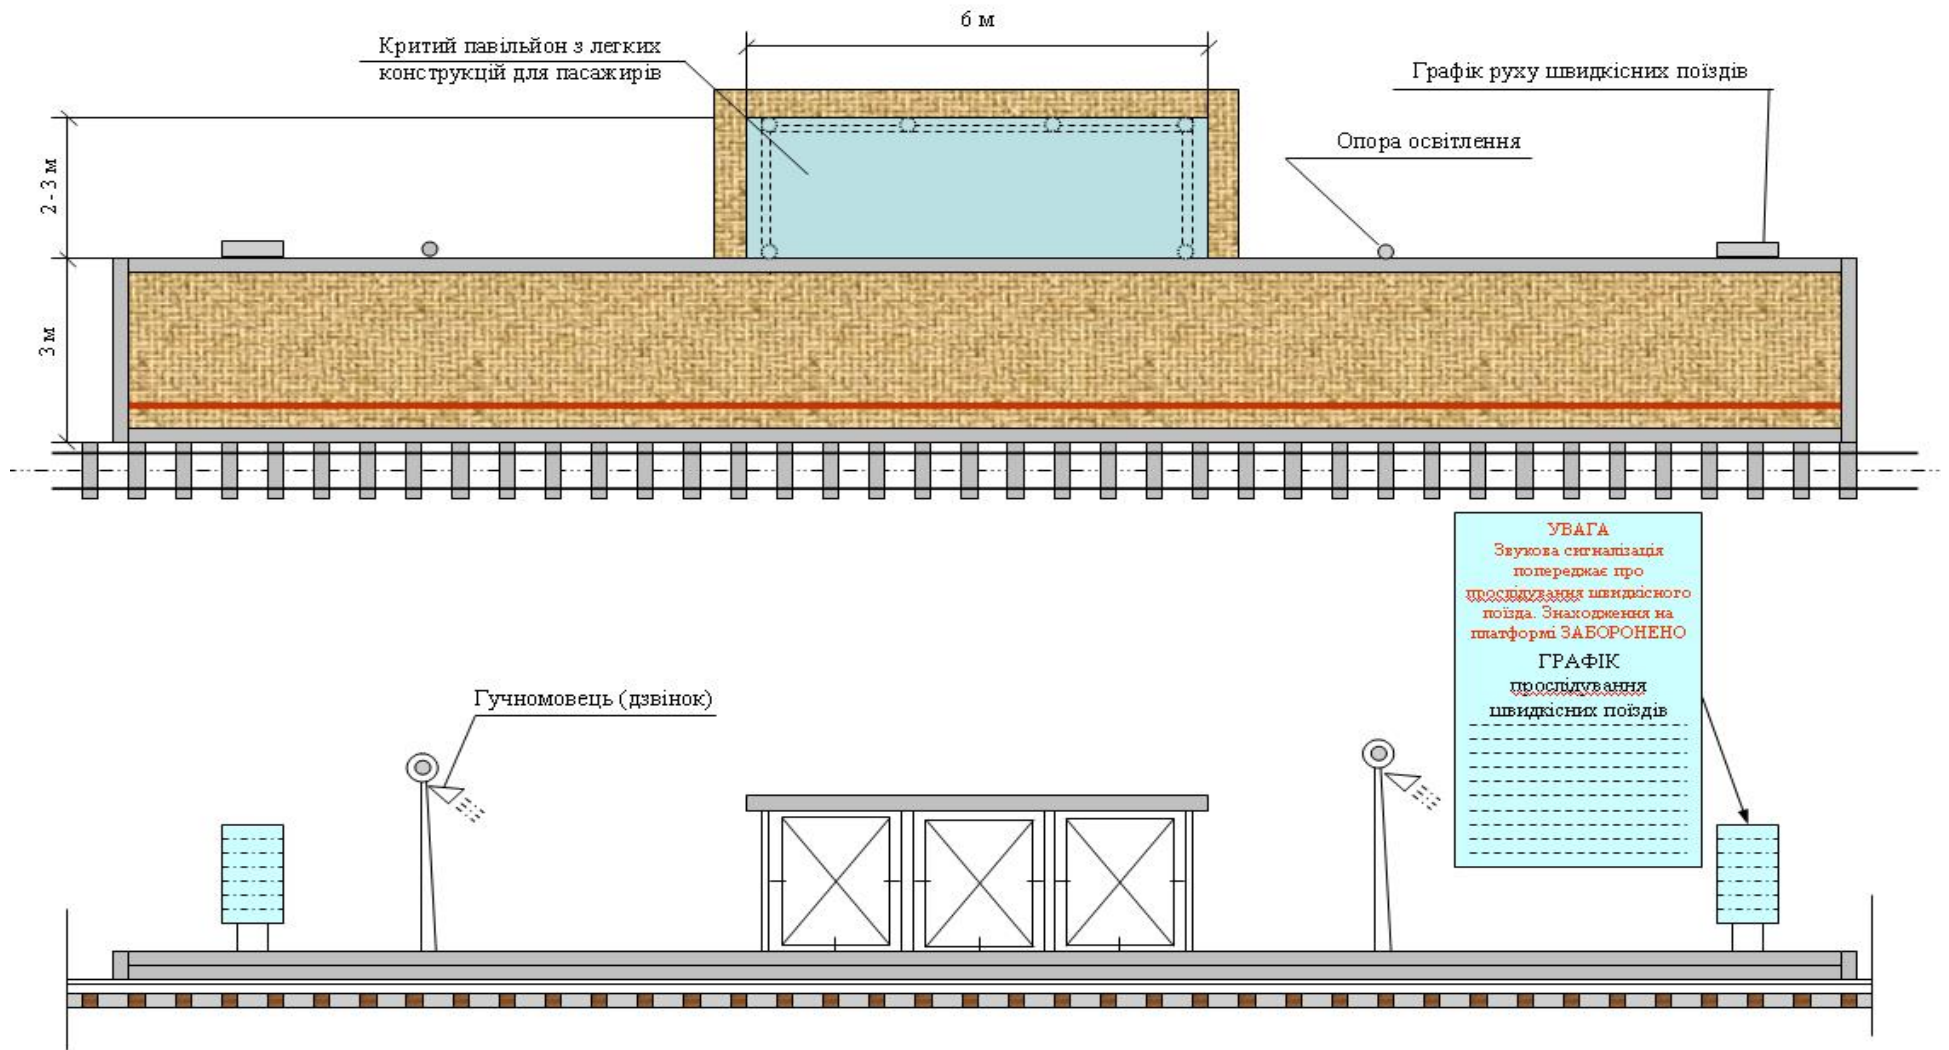 6 м
Критий павільйон з легких
конструкцій для пасажирів
Графік руху швидкісних поїздів
Опора освітлення
2 - 3 м
3 м
УВАГА
Звукова сигналізація
попереджає про
прослідування швидкісного
поїзда. Знаходження на
платформі ЗАБОРОНЕНО
ГРАФІК
прослідування
швидкісних поїздів
Гучномовець (дзвінок)